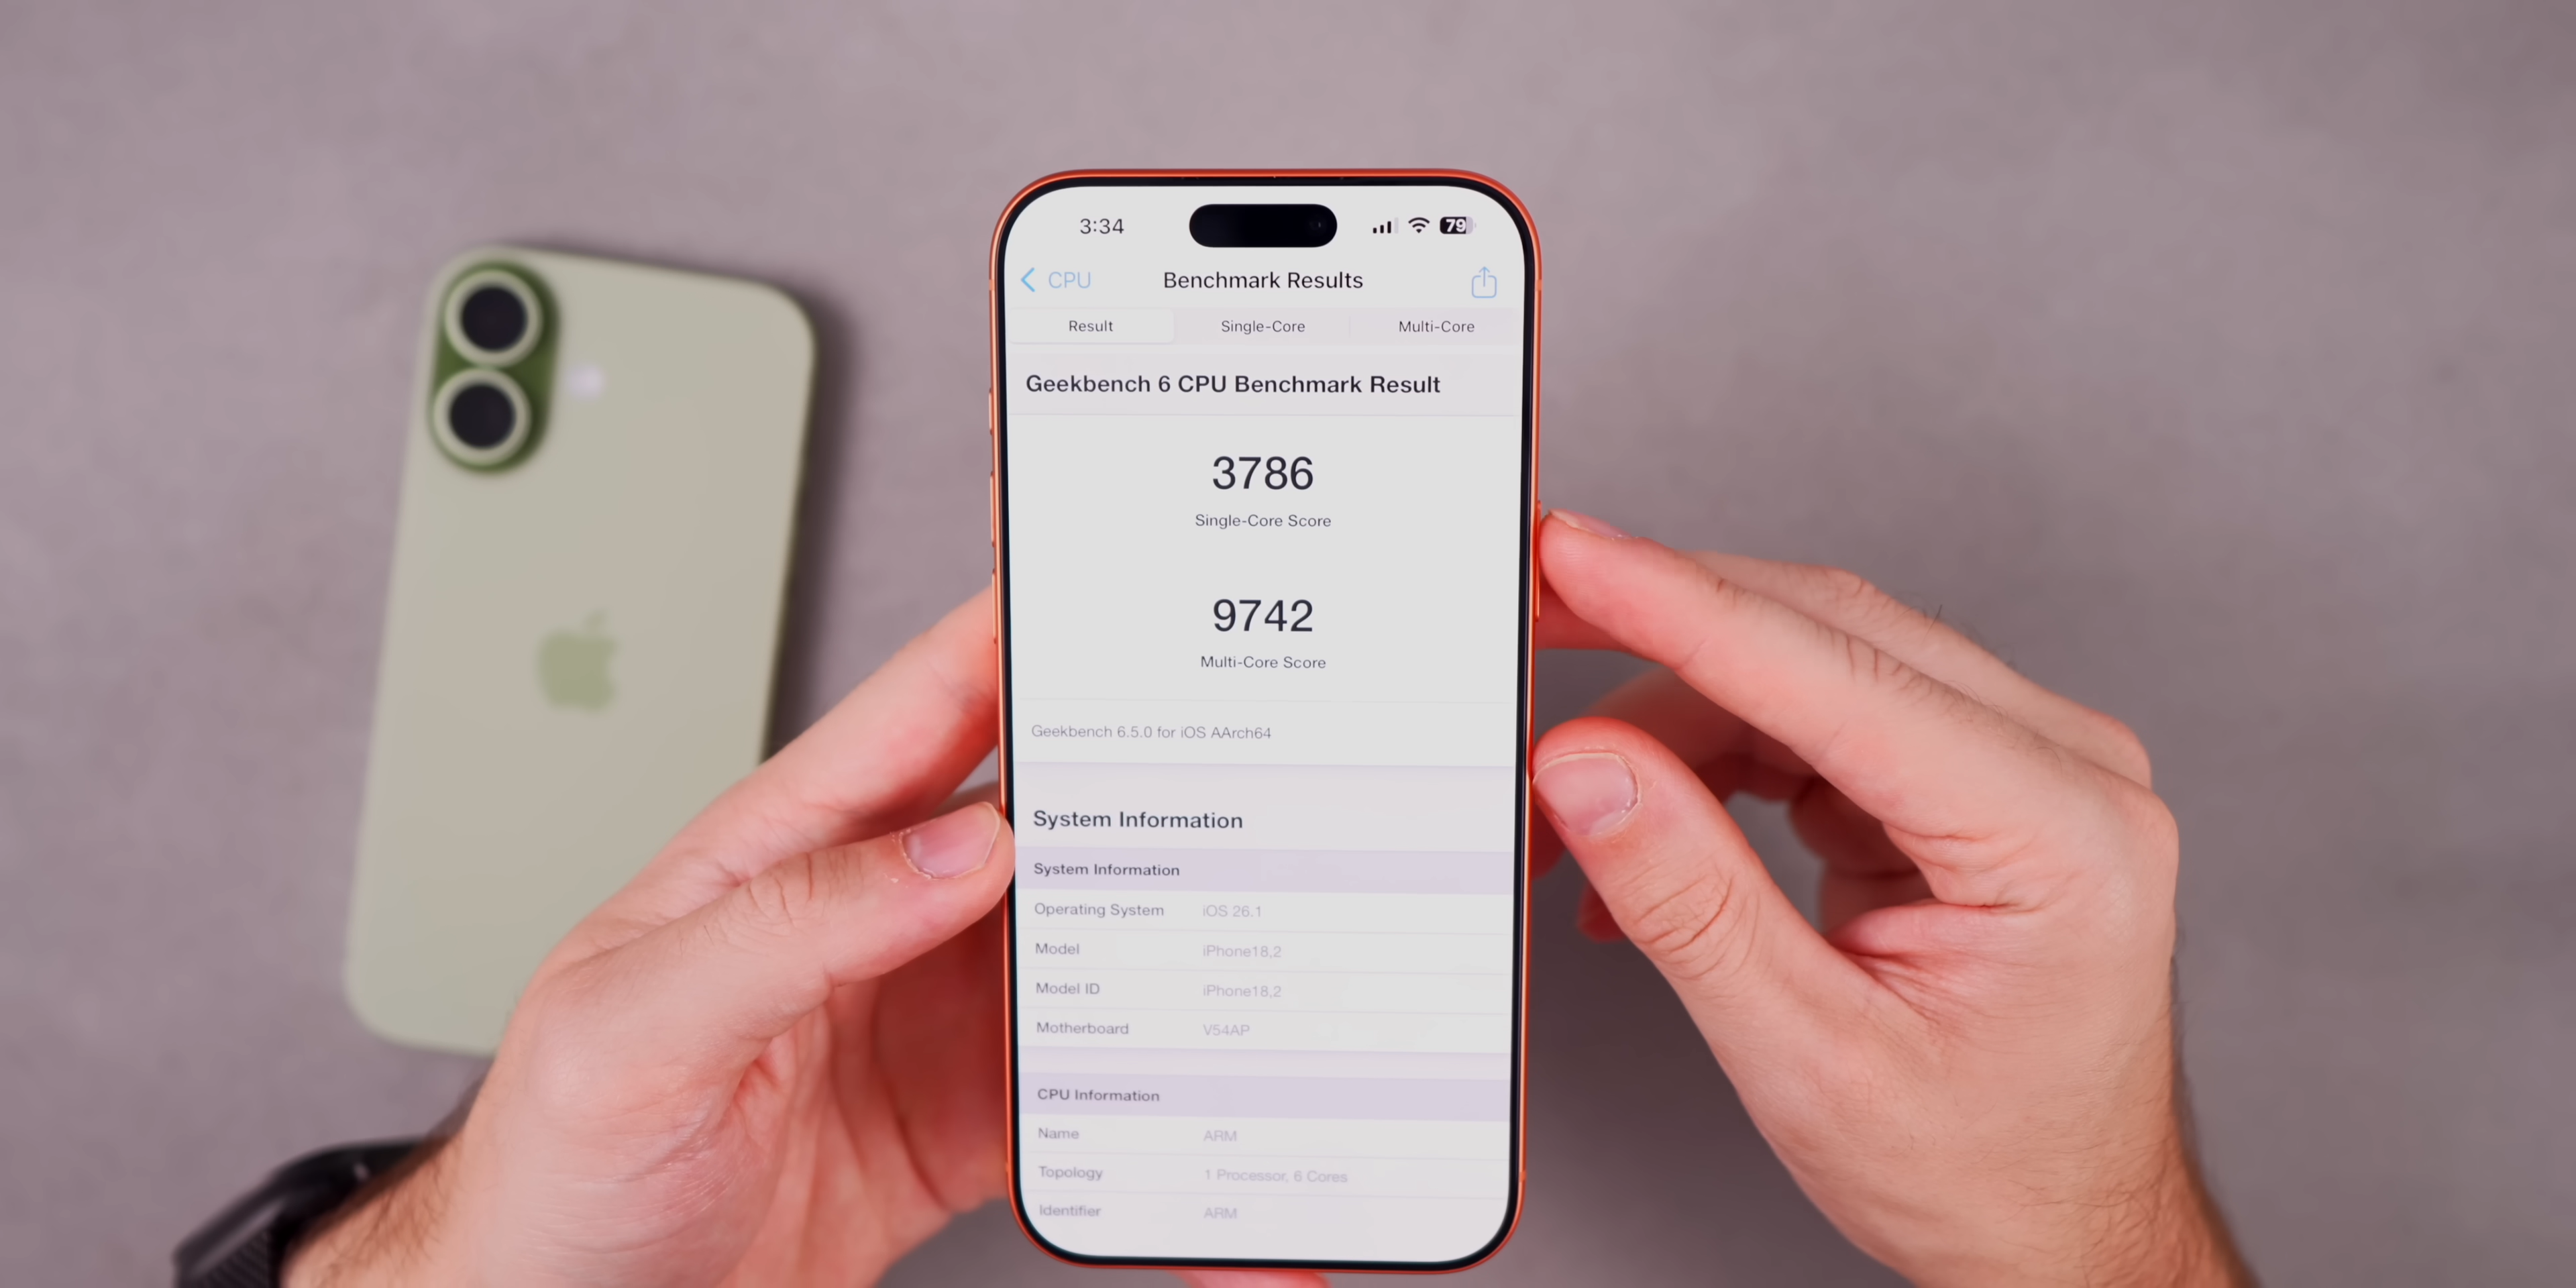 3:34
79
CPU
Benchmark Results
Result
Single-Core
Multi-Core
Geekbench 6 CPU Benchmark Result
3786
Single-Core Score
9742
Multi-Core Score
Geekbench 6.5.0 for iOS AArch64
System Information
System Information
Operating System iOS 26.1
Model iPhone18,2
Model ID iPhone18,2
Motherboard V54AP
CPU Information
Name ARM
Topology 1 Processor, 6 Cores
Identifier ARM